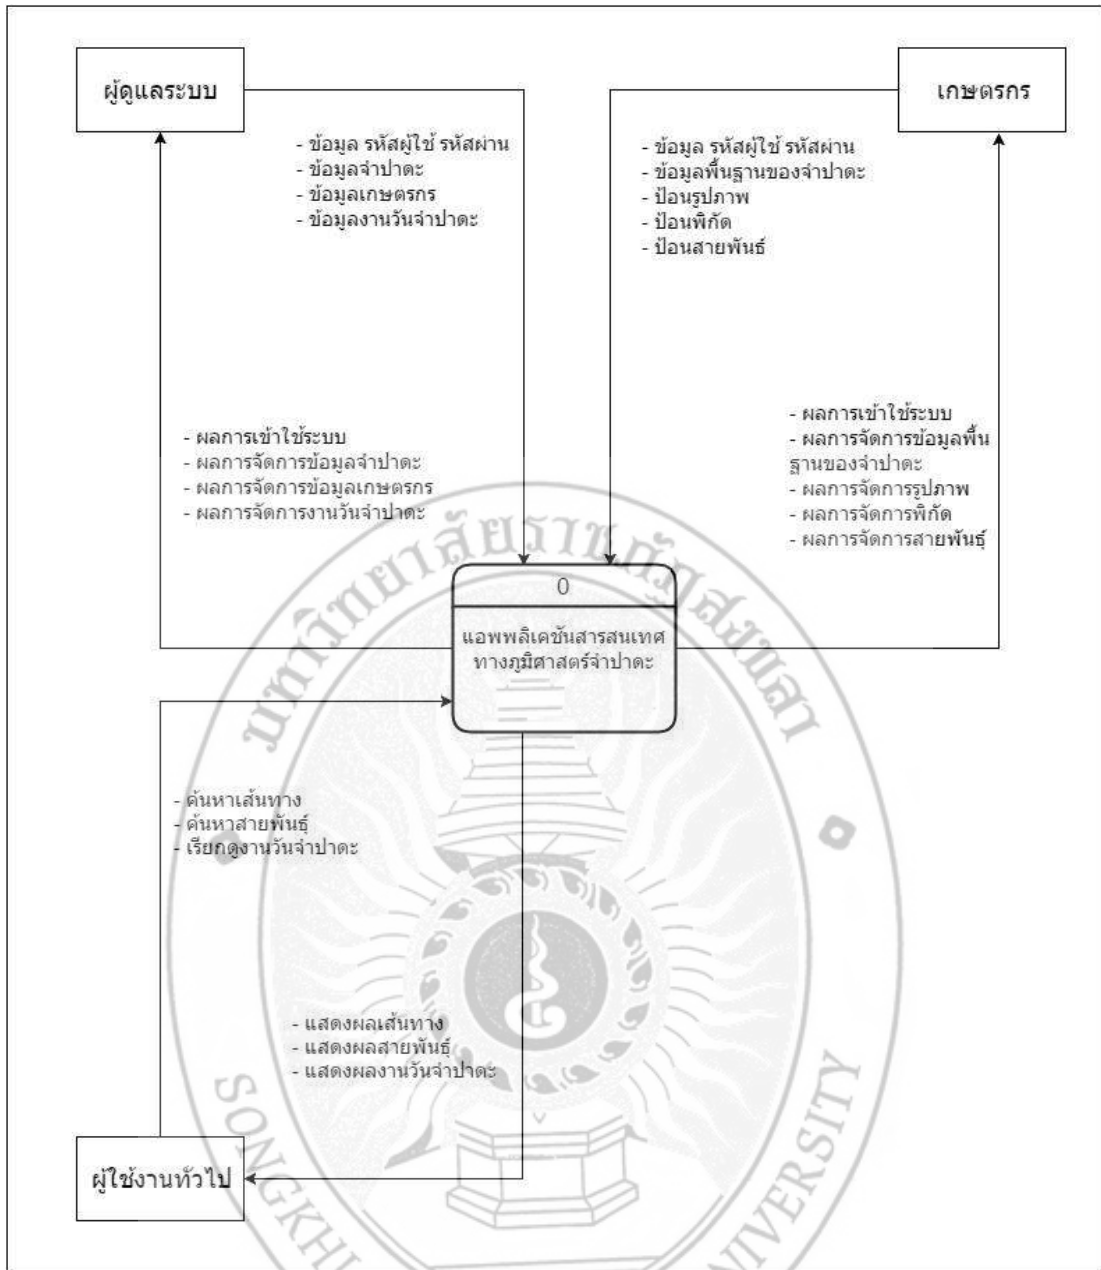 ผู้ดูแลระบบ
เกษตรกร
- ข้อมูล รหัสผู้ใช้ รหัสผ่าน
- ข้อมูลจำปาดะ
- ข้อมูลเกษตรกร
- ข้อมูลงานวันจำปาดะ
- ข้อมูล รหัสผู้ใช้ รหัสผ่าน
- ข้อมูลพื้นฐานของจำปาดะ
- ป้อนรูปภาพ
- ป้อนพิกัด
- ป้อนสายพันธ์
- ผลการเข้าใช้ระบบ
- ผลการจัดการข้อมูลจำปาดะ
- ผลการจัดการข้อมูลเกษตรกร
- ผลการจัดการงานวันจำปาดะ
- ผลการเข้าใช้ระบบ
- ผลการจัดการข้อมูลพื้น
ฐานของจำปาดะ
- ผลการจัดการรูปภาพ
- ผลการจัดการพิกัด
- ผลการจัดการสายพันธุ์
มหาวิทยาลัยราชภัฏสงขลา
0
แอพพลิเคชันสารสนเทศ
ทางภูมิศาสตร์จำปาดะ
- ค้นหาเส้นทาง
- ค้นหาสายพันธุ์
- เรียกดูงานวันจำปาดะ
- แสดงผลเส้นทาง
- แสดงผลสายพันธุ์
- แสดงผลงานวันจำปาดะ
ผู้ใช้งานทั่วไป
SONGKHL
UNIVERSITY